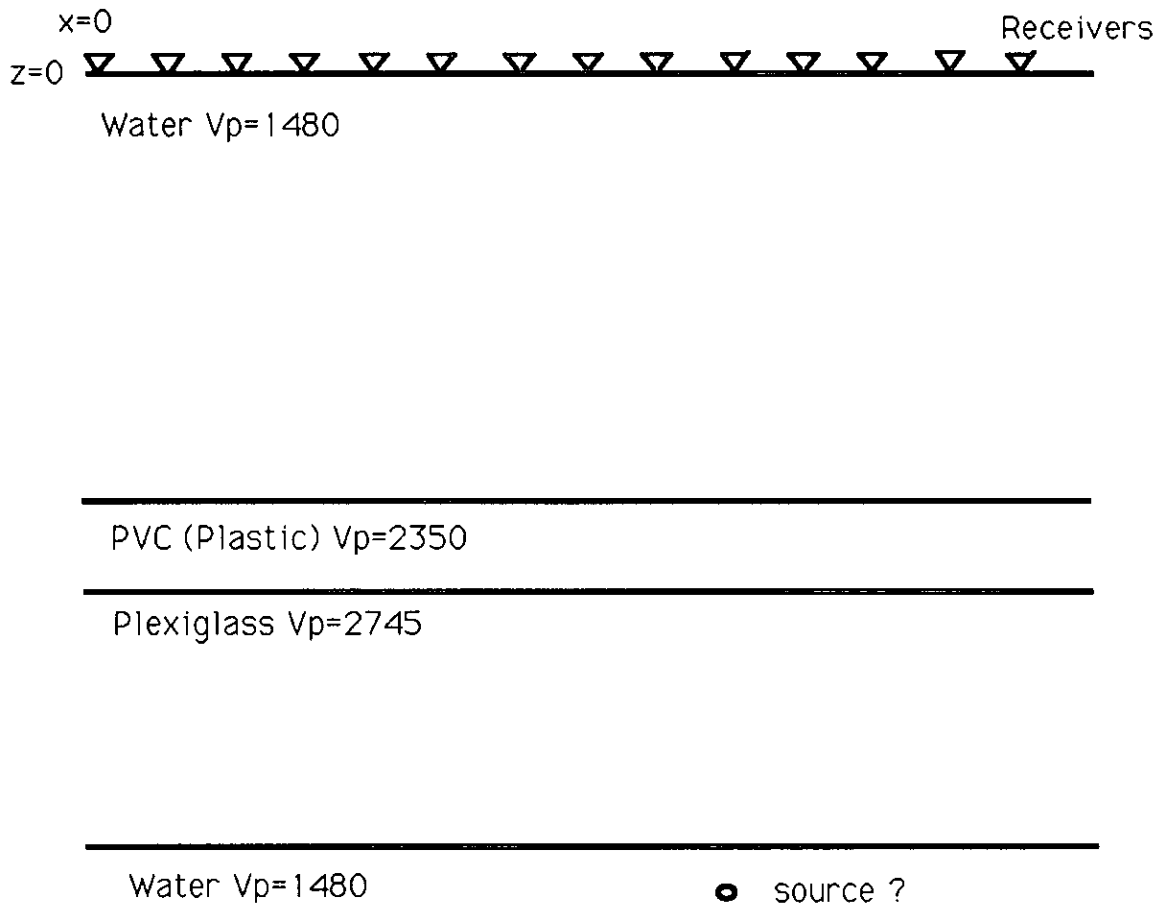 x=0
Receivers
z=0
Water Vp=1480
PVC (Plastic) Vp=2350
Plexiglass Vp=2745
Water Vp=1480
source ?